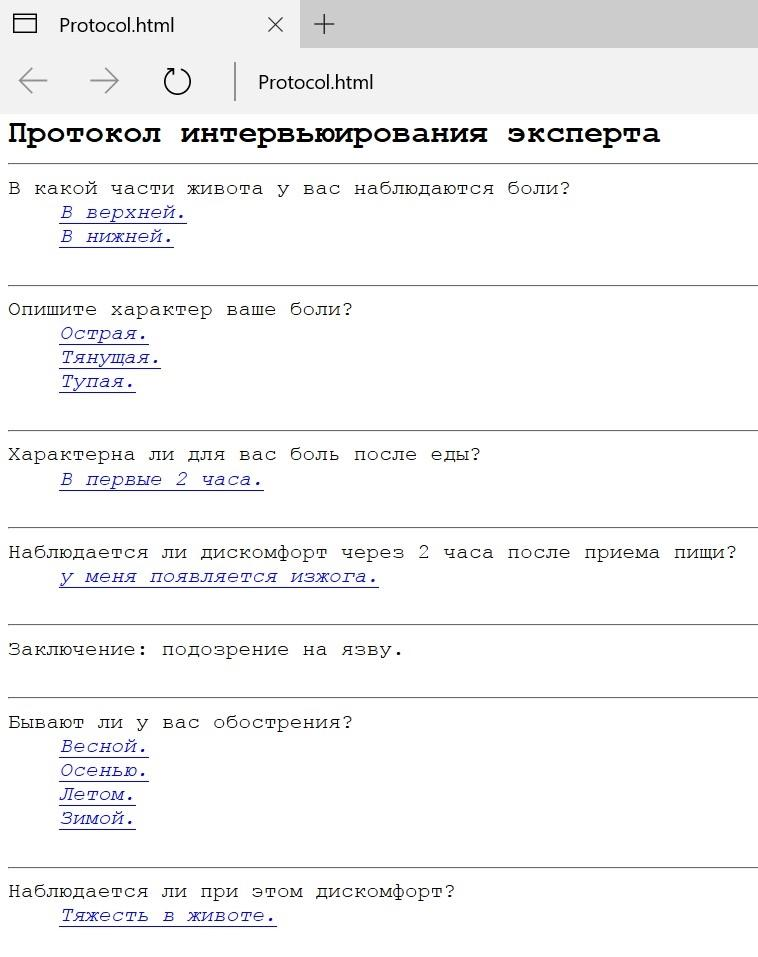 Protocol.html
Protocol.html
Протокол интервьюирования эксперта
В какой части живота у вас наблюдаются боли?
В верхней.
В нижней.
Опишите характер ваше боли?
Острая.
Тянущая.
Тупая.
Характерна ли для вас боль после еды?
В первые 2 часа.
Наблюдается ли дискомфорт через 2 часа после приема пищи?
у меня появляется изжога.
Заключение: подозрение на язву.
Бывают ли у вас обострения?
Весной.
Осенью.
Летом.
Зимой.
Наблюдается ли при этом дискомфорт?
Тяжесть в животе.